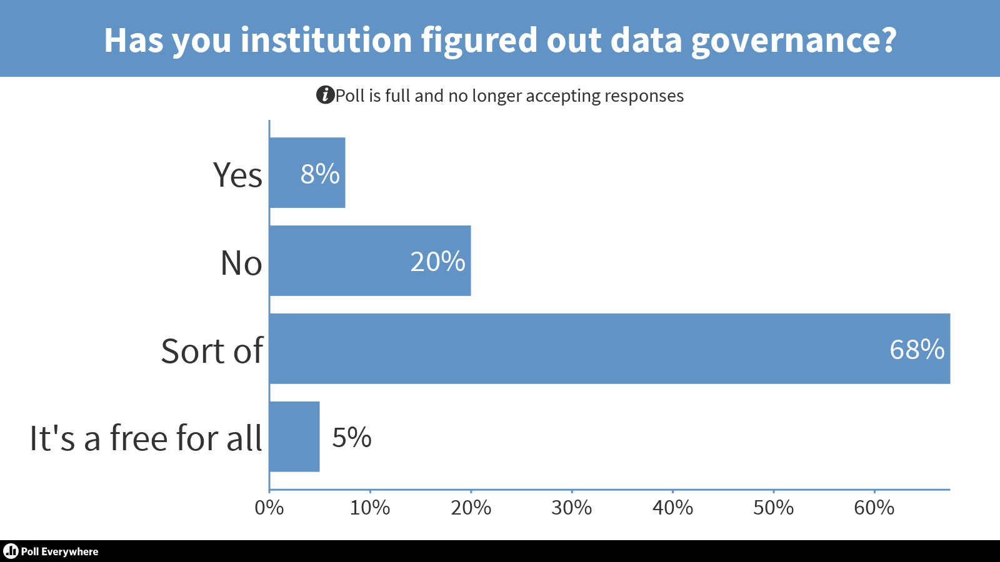 Has you institution figured out data governance?
Poll is full and no longer accepting responses
Yes 8%
No 20%
Sort of 68%
It's a free for all 5%
0% 10% 20% 30% 40% 50% 60%
Poll Everywhere